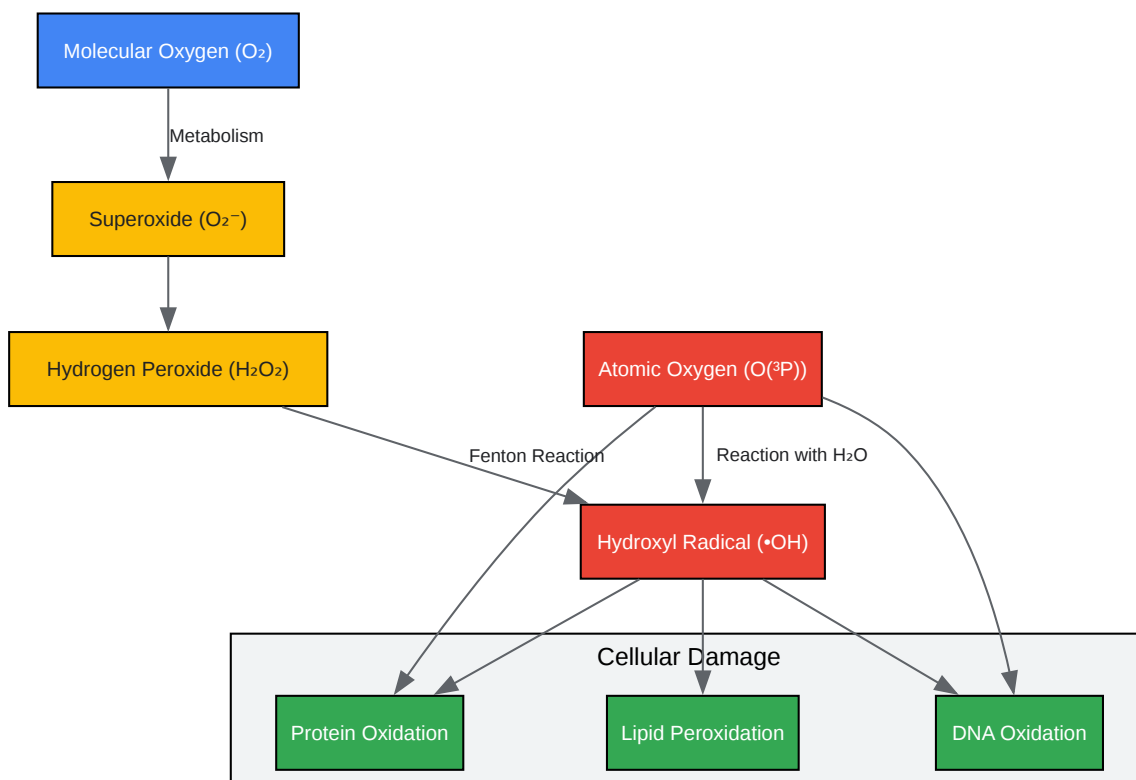 Molecular Oxygen (O₂)
Metabolism
Superoxide (O₂⁻)
Hydrogen Peroxide (H₂O₂)
Atomic Oxygen (O(³P))
Fenton Reaction
Reaction with H₂O
Hydroxyl Radical (•OH)
Cellular Damage
Protein Oxidation
Lipid Peroxidation
DNA Oxidation